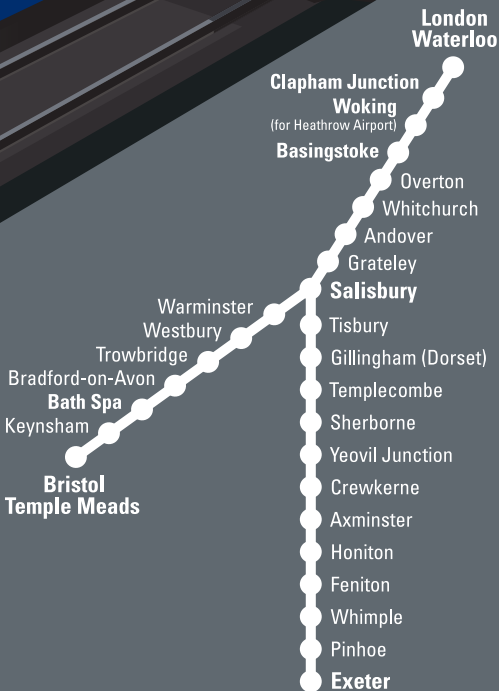 London
Waterloo
Clapham Junction
Woking
(for Heathrow Airport)
Basingstoke
Overton
Whitchurch
Andover
Grateley
Salisbury
Warminster
Westbury
Trowbridge
Bradford-on-Avon
Bath Spa
Keynsham
Bristol
Temple Meads
Tisbury
Gillingham (Dorset)
Templecombe
Sherborne
Yeovil Junction
Crewkerne
Axminster
Honiton
Feniton
Whimple
Pinhoe
Exeter